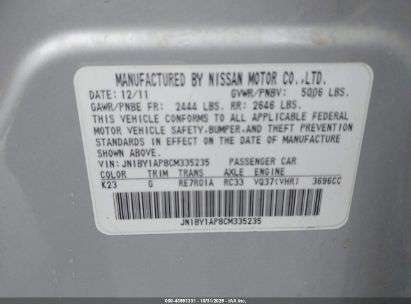 MANUFACTURED BY NISSAN MOTOR CO.,LTD.
DATE: 12/11 GVWR/PNBV: 5006 LBS.
GAWR/PNBE FR: 2444 LBS. RR: 2646 LBS.
THIS VEHICLE CONFORMS TO ALL APPLICABLE FEDERAL
MOTOR VEHICLE SAFETY,BUMPER,AND THEFT PREVENTION
STANDARDS IN EFFECT ON THE DATE OF MANUFACTURE
SHOWN ABOVE.
VIN: JN1BY1AP8CM335235 PASSENGER CAR
COLOR TRIM TRANS AXLE ENGINE
K23 G RE7R01A RC33 VQ37(VHR) 3696CC
JN1BY1AP8CM335235